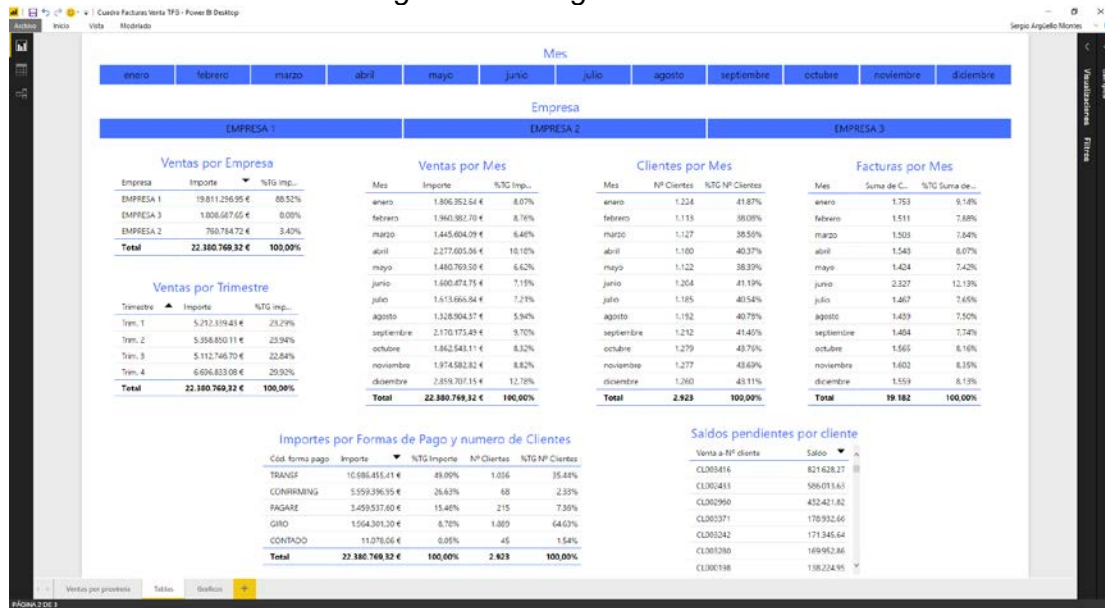 Cuadro Facturas Venta TFG - Power BI Desktop
Sergio Argüello Montes
Archivo Inicio Vista Modelado
Mes
enero febrero marzo abril mayo junio julio agosto septiembre octubre noviembre diciembre
Empresa
EMPRESA 1 EMPRESA 2 EMPRESA 3
Visualizaciones
Filtros
Ventas por Empresa
Empresa Importe %TG Imp...
EMPRESA 1 19.811.296,95 € 88.52%
EMPRESA 3 1.808.687,65 € 8.08%
EMPRESA 2 760.784,72 € 3.40%
Total 22.380.769,32 € 100,00%
Ventas por Trimestre
Trimestre Importe %TG Imp...
Trim. 1 5.212.339,43 € 23.29%
Trim. 2 5.358.850,11 € 23.94%
Trim. 3 5.112.746,70 € 22.84%
Trim. 4 6.696.833,08 € 29.92%
Total 22.380.769,32 € 100,00%
Ventas por Mes
Mes Importe %TG Imp...
enero 1.806.352,64 € 8.07%
febrero 1.960.382,70 € 8.76%
marzo 1.445.604,09 € 6.46%
abril 2.277.605,86 € 10.18%
mayo 1.480.769,50 € 6.62%
junio 1.600.474,75 € 7.15%
julio 1.613.666,84 € 7.21%
agosto 1.328.904,37 € 5.94%
septiembre 2.170.175,49 € 9.70%
octubre 1.862.543,11 € 8.32%
noviembre 1.974.582,82 € 8.82%
diciembre 2.859.707,15 € 12.78%
Total 22.380.769,32 € 100,00%
Clientes por Mes
Mes Nº Clientes %TG Nº Clientes
enero 1.224 41.87%
febrero 1.113 38.08%
marzo 1.127 38.56%
abril 1.180 40.37%
mayo 1.122 38.39%
junio 1.204 41.19%
julio 1.185 40.54%
agosto 1.192 40.78%
septiembre 1.212 41.46%
octubre 1.279 43.76%
noviembre 1.277 43.69%
diciembre 1.260 43.11%
Total 2.923 100,00%
Facturas por Mes
Mes Suma de C... %TG Suma de...
enero 1.753 9.14%
febrero 1.511 7.88%
marzo 1.503 7.84%
abril 1.548 8.07%
mayo 1.424 7.42%
junio 2.327 12.13%
julio 1.467 7.65%
agosto 1.439 7.50%
septiembre 1.484 7.74%
octubre 1.565 8.16%
noviembre 1.602 8.35%
diciembre 1.559 8.13%
Total 19.182 100,00%
Importes por Formas de Pago y numero de Clientes
Cód. forma pago Importe %TG Importe Nº Clientes %TG Nº Clientes
TRANSF 10.986.455,41 € 49.09% 1.036 35.44%
CONFIRMING 5.959.396,95 € 26.63% 68 2.33%
PAGARE 3.459.537,60 € 15.46% 215 7.36%
GIRO 1.964.301,30 € 8.78% 1.889 64.63%
CONTADO 11.078,06 € 0.05% 45 1.54%
Total 22.380.769,32 € 100,00% 2.923 100,00%
Saldos pendientes por cliente
Venta a-Nº cliente Saldo
CL003416 821.628,27
CL002433 586.013,63
CL002960 452.421,82
CL003371 178.932,66
CL003242 171.345,64
CL003280 169.952,86
CL000198 138.224,95
Ventas por provincia Tablas Graficos
PÁGINA 2 DE 3